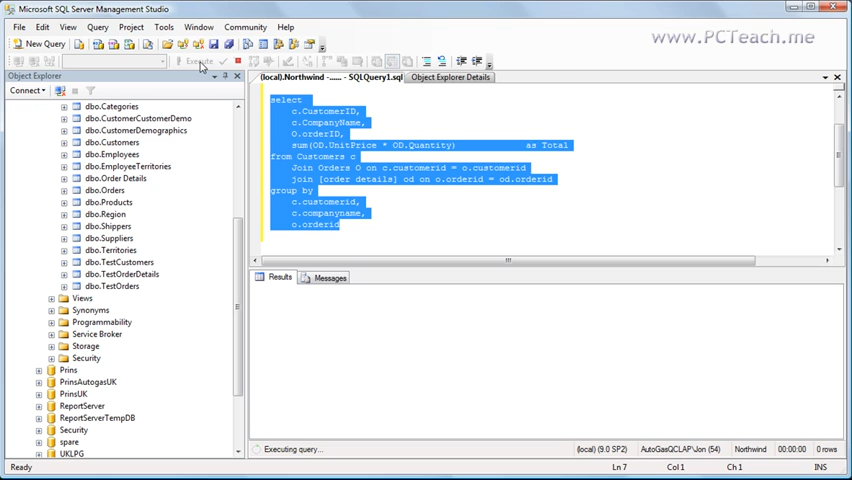 Microsoft SQL Server Management Studio
File Edit View Query Project Tools Window Community Help
www.PCTeach.me
New Query
Execute
Object Explorer
(local).Northwind -...... - SQLQuery1.sql Object Explorer Details
Connect
dbo.Categories
dbo.CustomerCustomerDemo
dbo.CustomerDemographics
dbo.Customers
dbo.Employees
dbo.EmployeeTerritories
dbo.Order Details
dbo.Orders
dbo.Products
dbo.Region
dbo.Shippers
dbo.Suppliers
dbo.Territories
dbo.TestCustomers
dbo.TestOrderDetails
dbo.TestOrders
Views
Synonyms
Programmability
Service Broker
Storage
Security
Prins
PrinsAutogasUK
PrinsUK
ReportServer
ReportServerTempDB
Security
spare
UKLPG
select
c.CustomerID,
c.CompanyName,
O.orderID,
sum(OD.UnitPrice * OD.Quantity) as Total
from Customers c
Join Orders O on c.customerid = o.customerid
join [order details] od on o.orderid = od.orderid
group by
c.customerid,
c.companyname,
o.orderid
Results Messages
Executing query... (local) (9.0 SP2) AutoGasQCLAP\Jon (54) Northwind 00:00:00 0 rows
Ready Ln 7 Col 1 Ch 1 INS